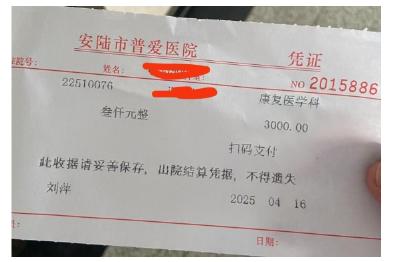 安陆市普爱医院 凭证
院号: 姓名: NO 2015886
22510076 康复医学科
叁仟元整 3000.00
扫码支付
此收据请妥善保存,出院结算凭据,不得遗失
刘萍 2025 04 16
日期: